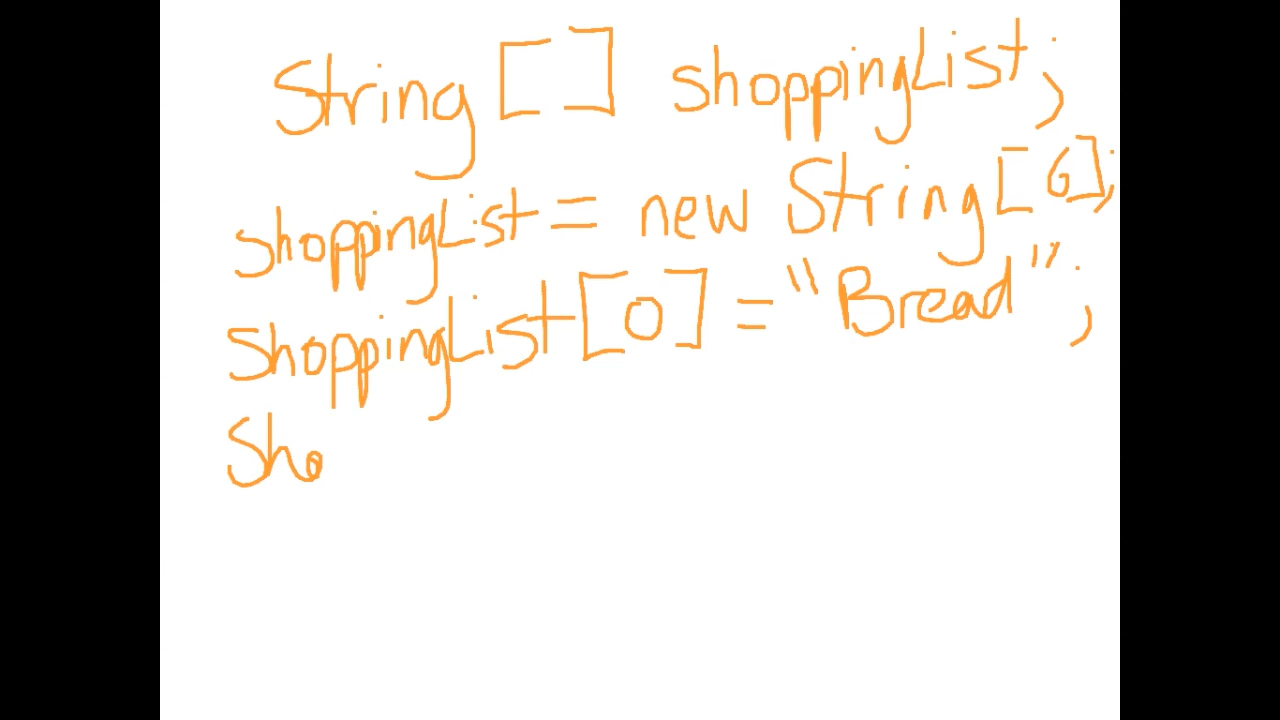 String [ ] shoppingList;
shoppingList = new String[6];
shoppingList[0] = "Bread";
Sho